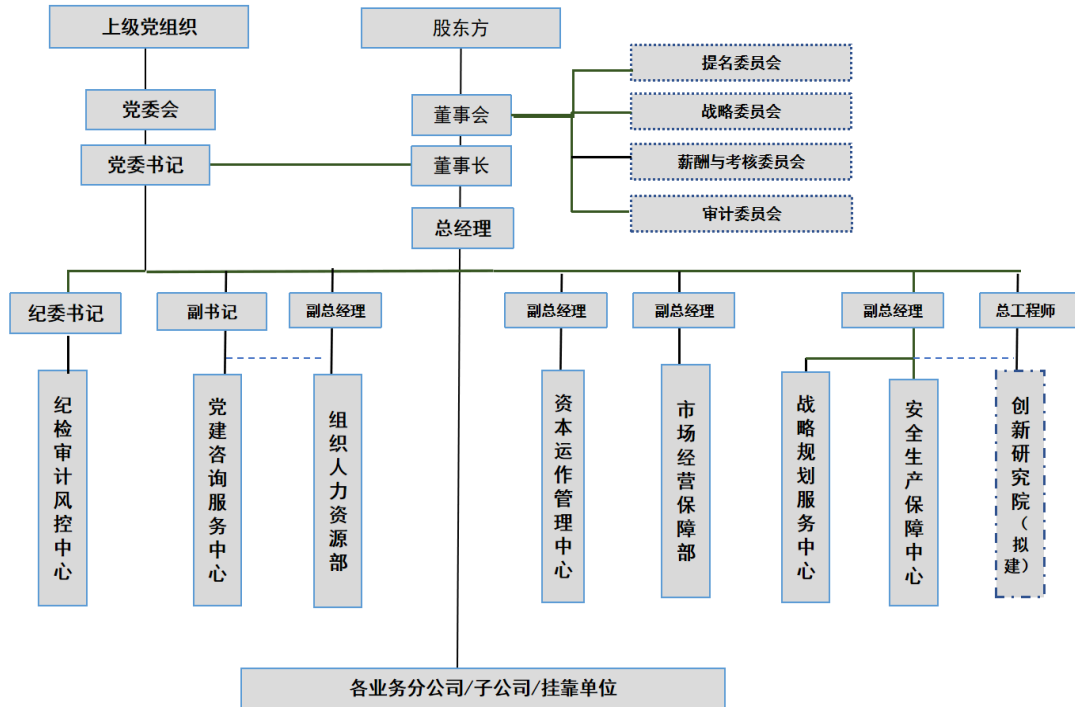 上级党组织
股东方
提名委员会
党委会
董事会
战略委员会
党委书记
董事长
薪酬与考核委员会
总经理
审计委员会
纪委书记
副书记
副总经理
副总经理
副总经理
副总经理
总工程师
纪检审计风控中心
党建咨询服务中心
组织人力资源部
资本运作管理中心
市场经营保障部
战略规划服务中心
安全生产保障中心
创新研究院（拟建）
各业务分公司/子公司/挂靠单位